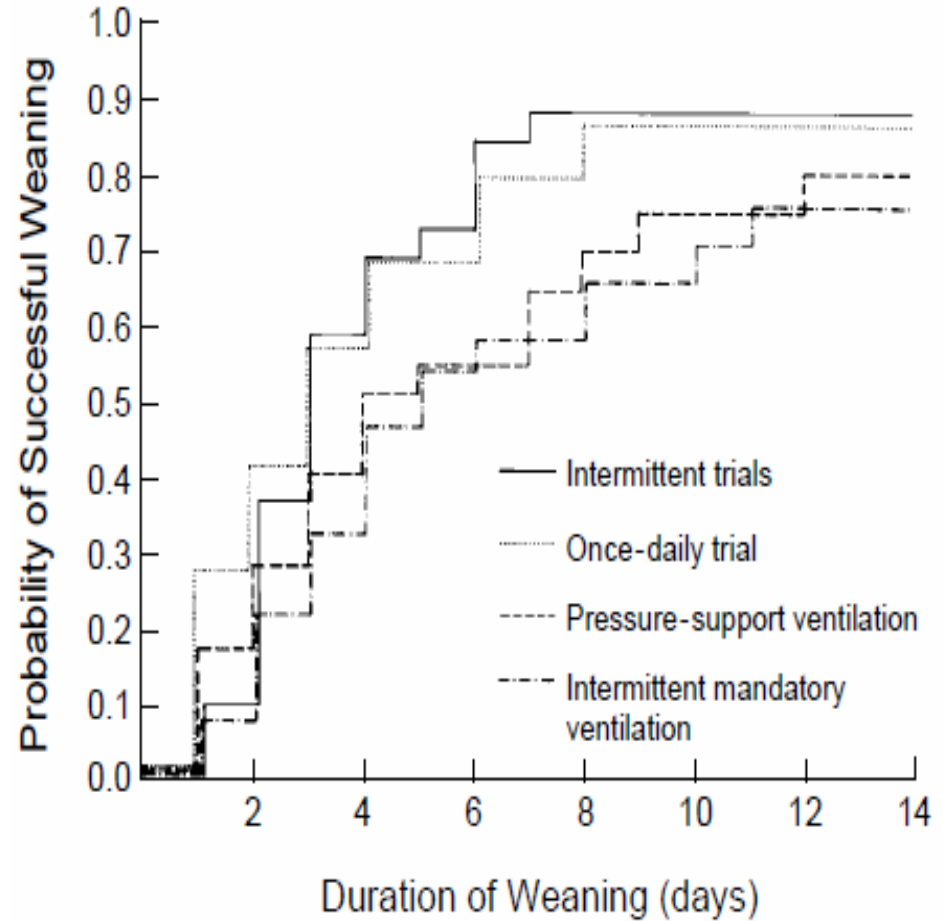 Probability of Successful Weaning
1.0
0.9
0.8
0.7
0.6
0.5
0.4
0.3
0.2
0.1
0.0
Intermittent trials
Once-daily trial
Pressure-support ventilation
Intermittent mandatory
ventilation
2 4 6 8 10 12 14
Duration of Weaning (days)